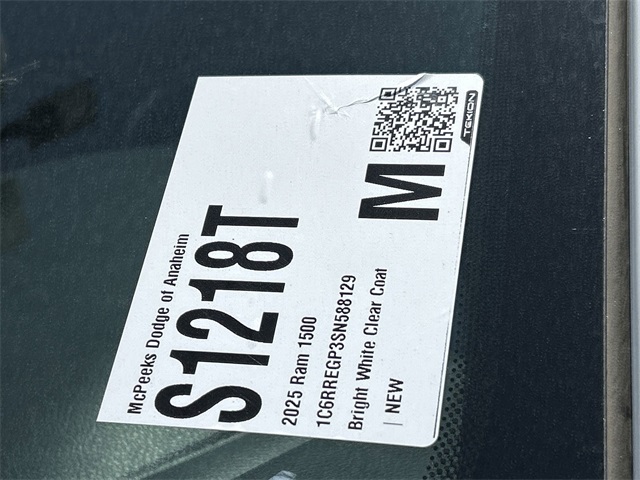 McPeeks Dodge of Anaheim
S1218T
2025 Ram 1500
1C6RREGP3SN588129
Bright White Clear Coat
| NEW
M
TEKION